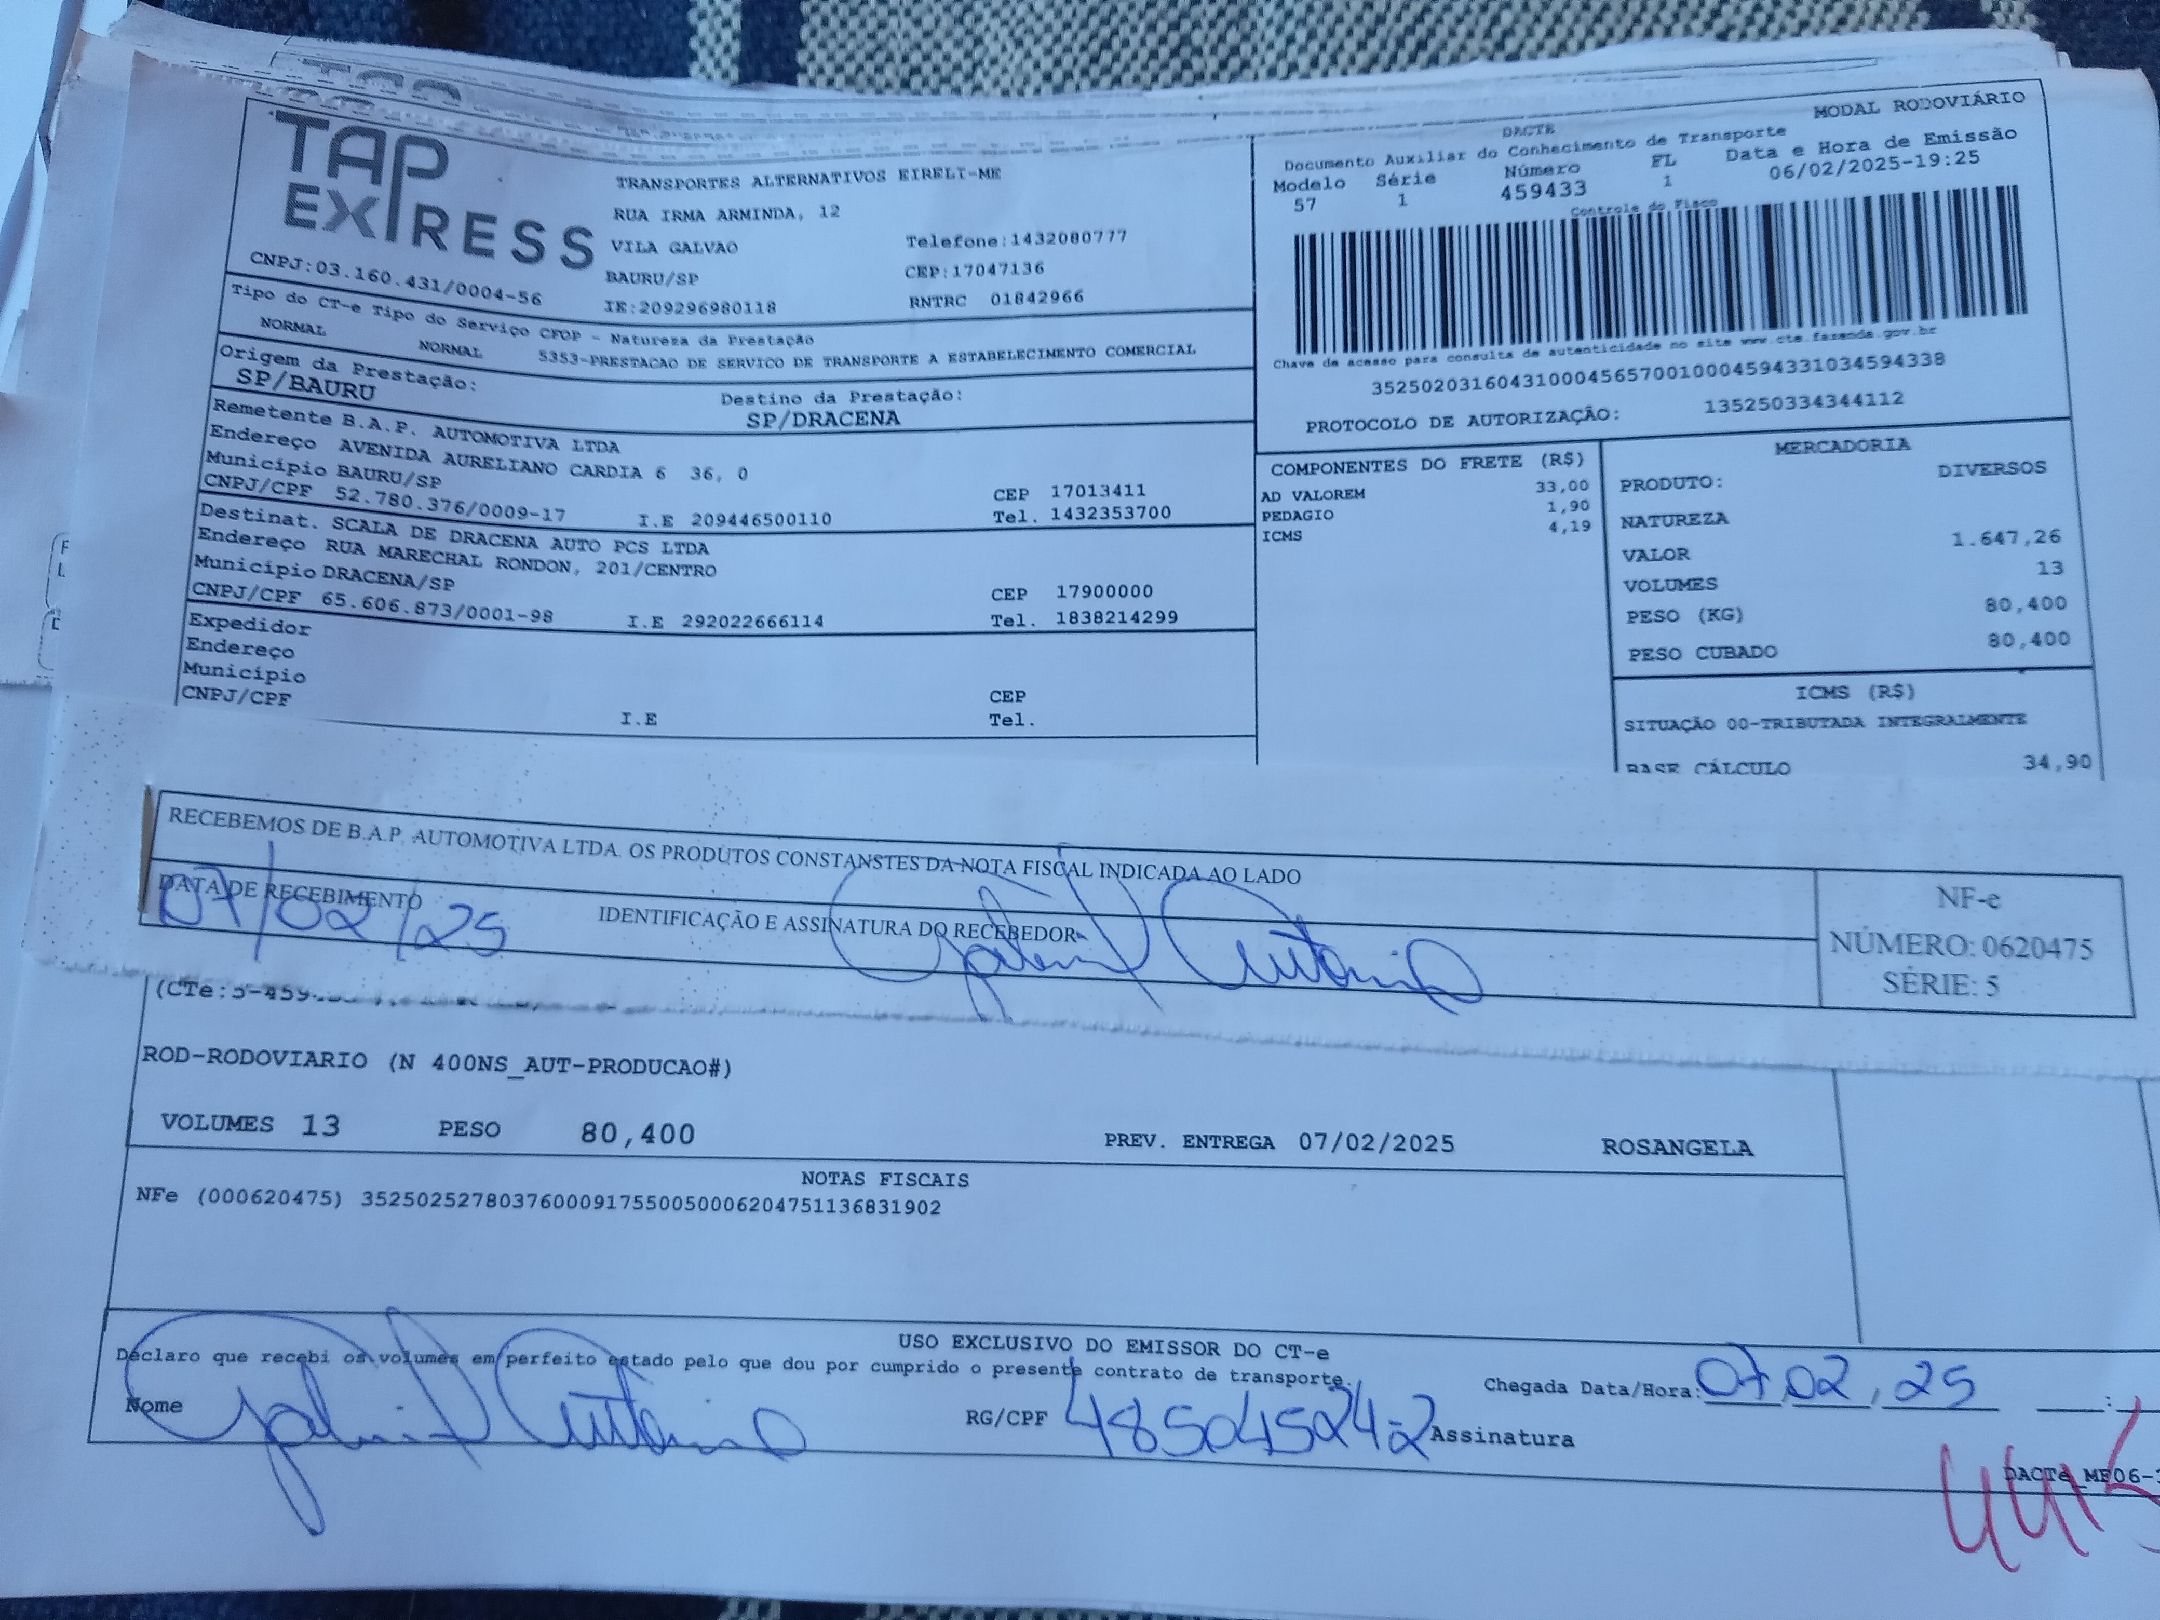 TAP
EXPRESS
CNPJ:03.160.431/0004-56
TRANSPORTES ALTERNATIVOS EIRELI-ME
RUA IRMA ARMINDA, 12
VILA GALVAO Telefone:1432080777
BAURU/SP CEP:17047136
IE:209296980118 RNTRC 01842966
MODAL RODOVIÁRIO
DACTE
Documento Auxiliar do Conhecimento de Transporte
Modelo Série Número FL Data e Hora de Emissão
57 1 459433 1 06/02/2025-19:25
Controle do Fisco
Chave de acesso para consulta de autenticidade no site www.cte.fazenda.gov.br
35250203160431000456570010004594331034594338
PROTOCOLO DE AUTORIZAÇÃO: 135250334344112
Tipo do CT-e Tipo do Serviço CFOP - Natureza da Prestação
NORMAL NORMAL 5353-PRESTACAO DE SERVICO DE TRANSPORTE A ESTABELECIMENTO COMERCIAL
Origem da Prestação: Destino da Prestação:
SP/BAURU SP/DRACENA
Remetente B.A.P. AUTOMOTIVA LTDA
Endereço AVENIDA AURELIANO CARDIA 6 36, 0
Município BAURU/SP CEP 17013411
CNPJ/CPF 52.780.376/0009-17 I.E 209446500110 Tel. 1432353700
Destinat. SCALA DE DRACENA AUTO PCS LTDA
Endereço RUA MARECHAL RONDON, 201/CENTRO
Município DRACENA/SP CEP 17900000
CNPJ/CPF 65.606.873/0001-98 I.E 292022666114 Tel. 1838214299
Expedidor
Endereço
Município CEP
CNPJ/CPF I.E Tel.
COMPONENTES DO FRETE (R$)
AD VALOREM 33,00
PEDAGIO 1,90
ICMS 4,19
MERCADORIA
PRODUTO: DIVERSOS
NATUREZA
VALOR 1.647,26
VOLUMES 13
PESO (KG) 80,400
PESO CUBADO 80,400
ICMS (R$)
SITUAÇÃO 00-TRIBUTADA INTEGRALMENTE
BASE CÁLCULO 34,90
RECEBEMOS DE B.A.P. AUTOMOTIVA LTDA. OS PRODUTOS CONSTANSTES DA NOTA FISCAL INDICADA AO LADO
DATA DE RECEBIMENTO IDENTIFICAÇÃO E ASSINATURA DO RECEBEDOR
07/02/25 Gabriel Antonio
NF-e
NÚMERO: 0620475
SÉRIE: 5
(CTe:
ROD-RODOVIARIO (N 400NS_AUT-PRODUCAO#)
VOLUMES 13 PESO 80,400 PREV. ENTREGA 07/02/2025 ROSANGELA
NOTAS FISCAIS
NFe (000620475) 35250252780376000917550050006204751136831902
USO EXCLUSIVO DO EMISSOR DO CT-e
Declaro que recebi os volumes em perfeito estado pelo que dou por cumprido o presente contrato de transporte.
Nome Gabriel Antonio RG/CPF 485045242-2 Assinatura
Chegada Data/Hora: 07 02 25 :
DACTe